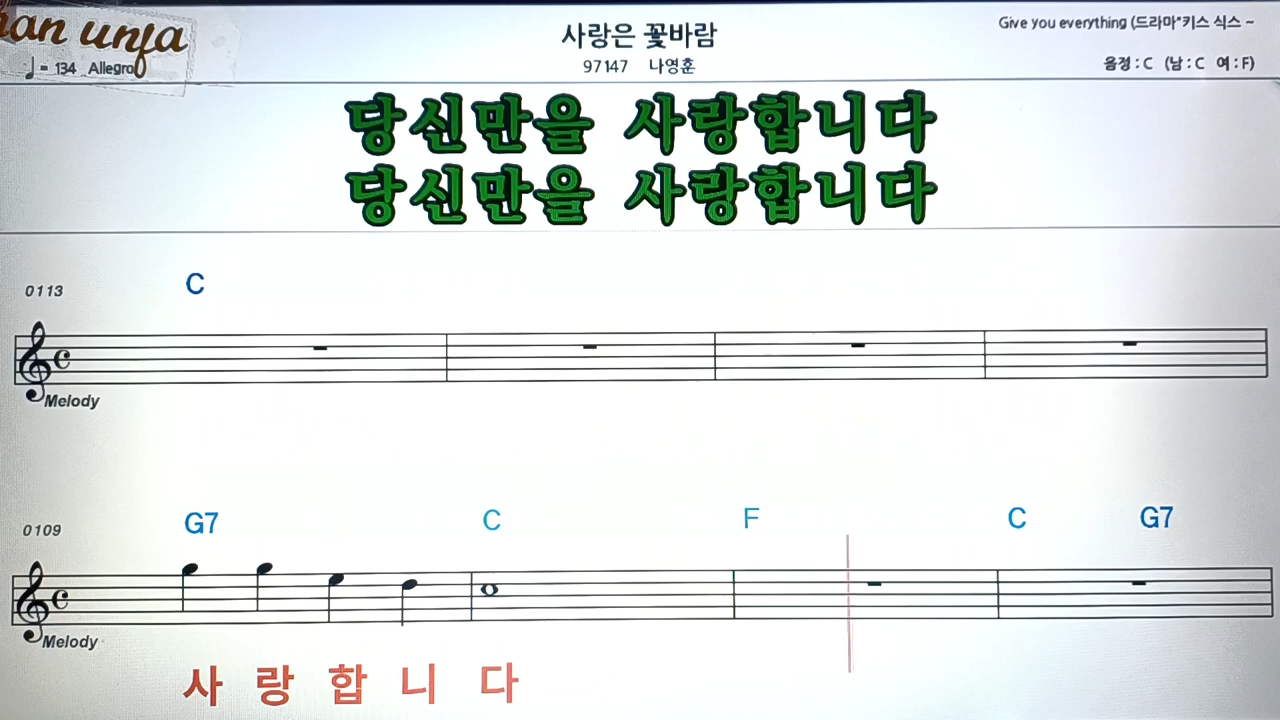 han unfa
사랑은 꽃바람
Give you everything (드라마"키스 식스 ~
♩= 134 Allegro
97147 나영훈
음정 : C (남 : C 여 : F)
당신만을 사랑합니다
당신만을 사랑합니다
0113
C
Melody
0109
G7 C F C G7
Melody
사 랑 합 니 다